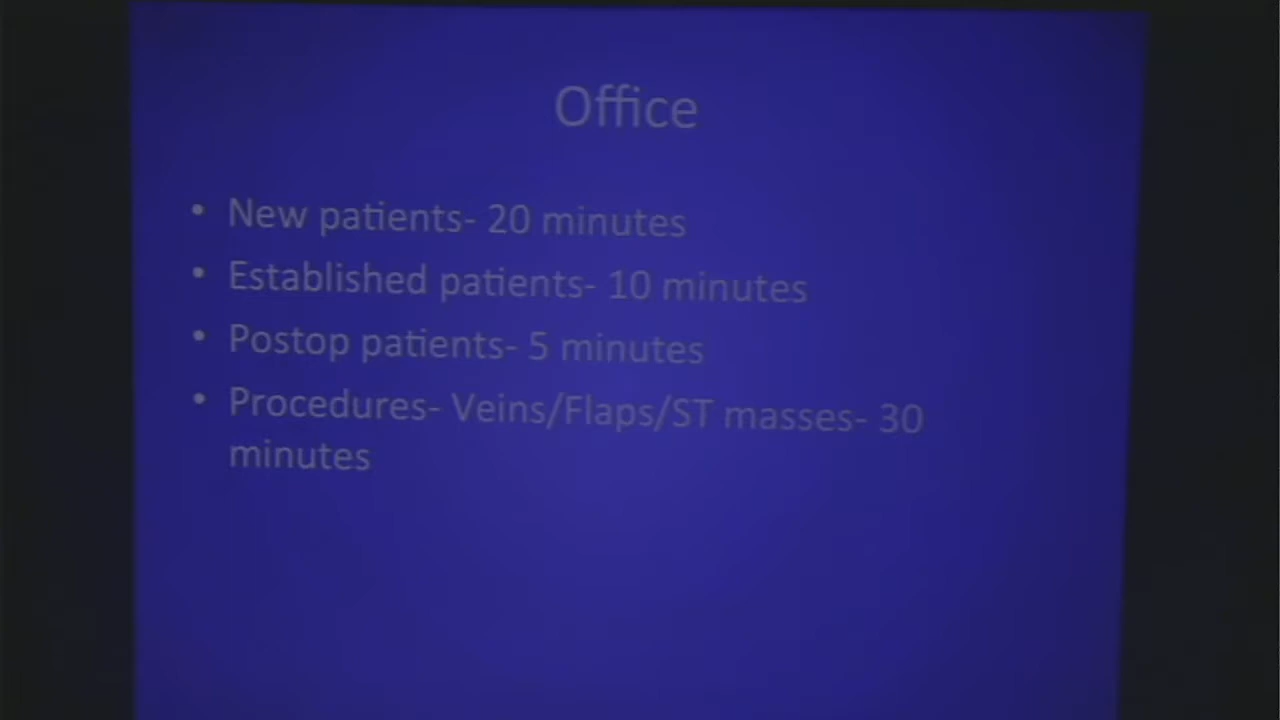 Office
• New patients- 20 minutes
• Established patients- 10 minutes
• Postop patients- 5 minutes
• Procedures- Veins/Flaps/ST masses- 30
minutes